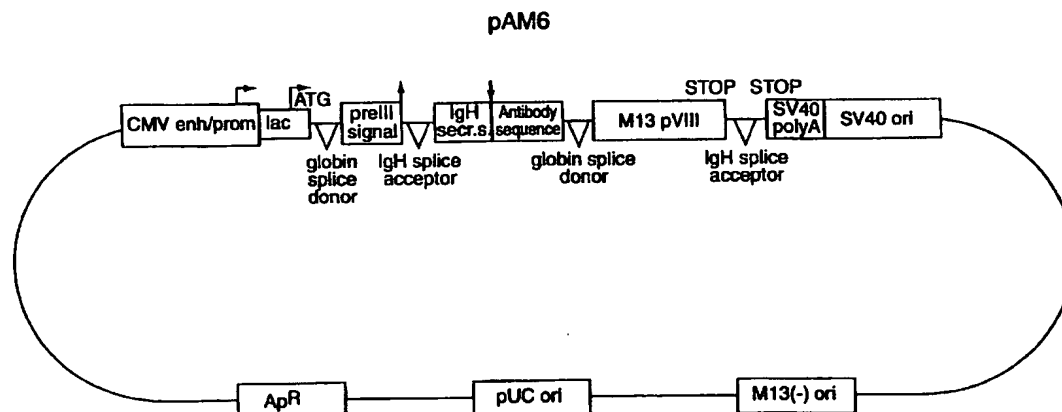 pAM6
STOP STOP
ATG
CMV enh/prom
lac
preIII
signal
IgH
secr.s.
Antibody
sequence
M13 pVIII
SV40
polyA
SV40 ori
globin
splice
donor
IgH splice
acceptor
globin splice
donor
IgH splice
acceptor
ApR
pUC ori
M13(-) ori